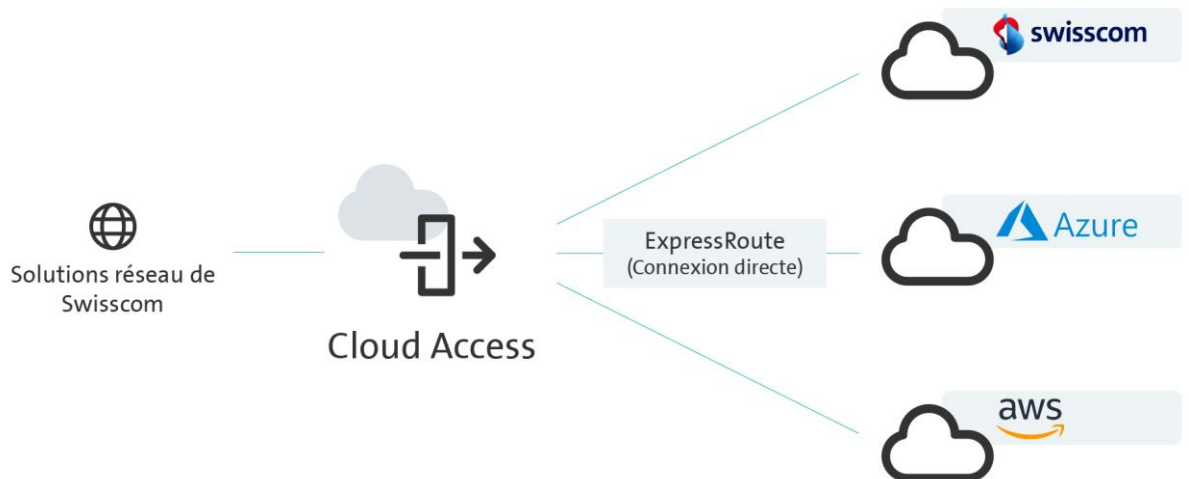 swisscom
Azure
ExpressRoute
(Connexion directe)
Solutions réseau de
Swisscom
Cloud Access
aws